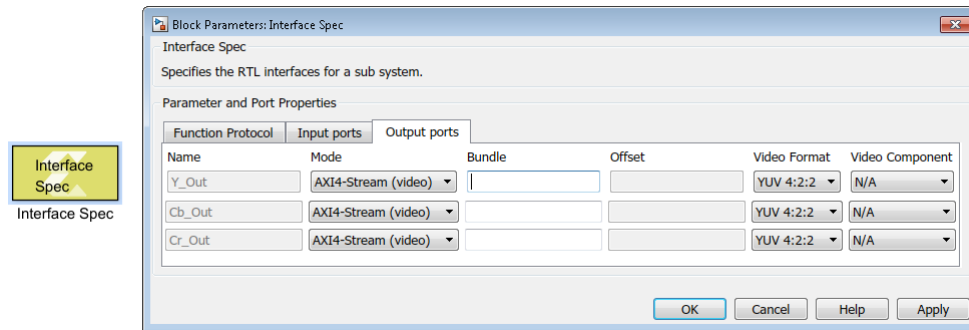 Block Parameters: Interface Spec
Interface Spec
Specifies the RTL interfaces for a sub system.
Parameter and Port Properties
Function Protocol Input ports Output ports
Name Mode Bundle Offset Video Format Video Component
Y_Out AXI4-Stream (video) YUV 4:2:2 N/A
Cb_Out AXI4-Stream (video) YUV 4:2:2 N/A
Cr_Out AXI4-Stream (video) YUV 4:2:2 N/A
OK Cancel Help Apply
Interface
Spec
Interface Spec